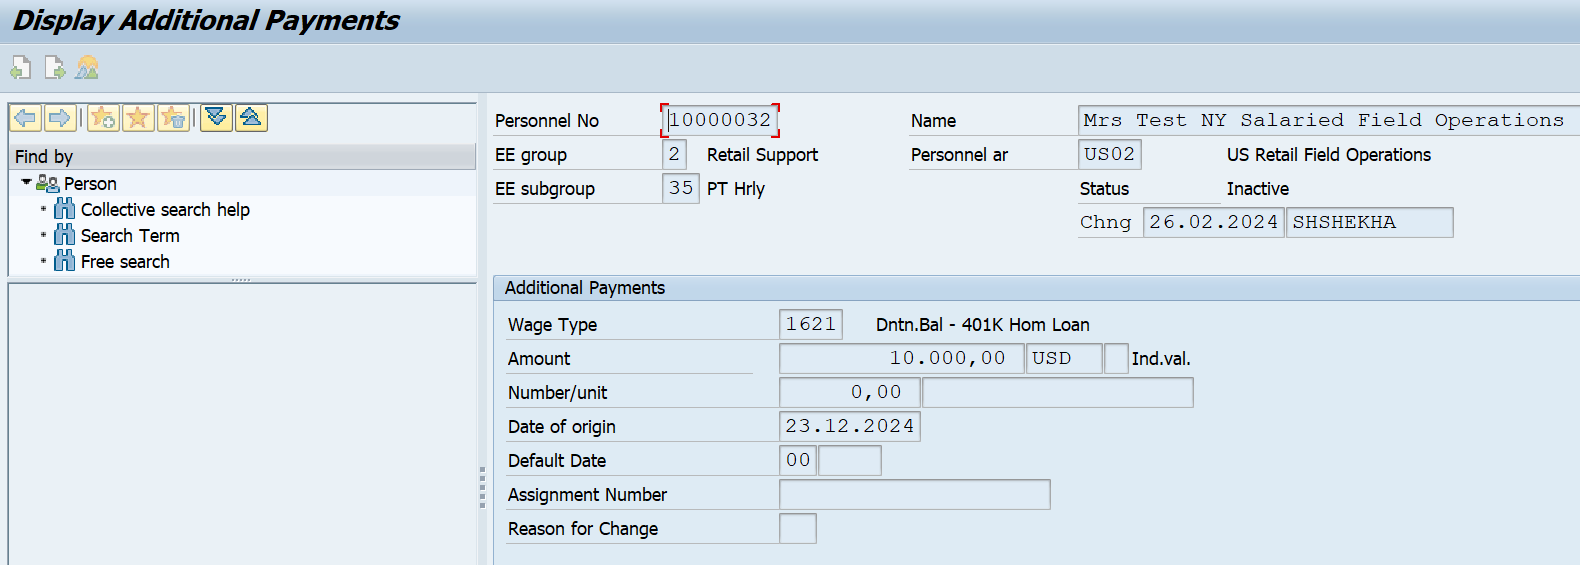 Display Additional Payments
Find by
Person
Collective search help
Search Term
Free search
Personnel No 10000032 Name Mrs Test NY Salaried Field Operations
EE group 2 Retail Support Personnel ar US02 US Retail Field Operations
EE subgroup 35 PT Hrly Status Inactive
Chng 26.02.2024 SHSHEKHA
Additional Payments
Wage Type 1621 Dntn.Bal - 401K Hom Loan
Amount 10.000,00 USD Ind.val.
Number/unit 0,00
Date of origin 23.12.2024
Default Date 00
Assignment Number
Reason for Change